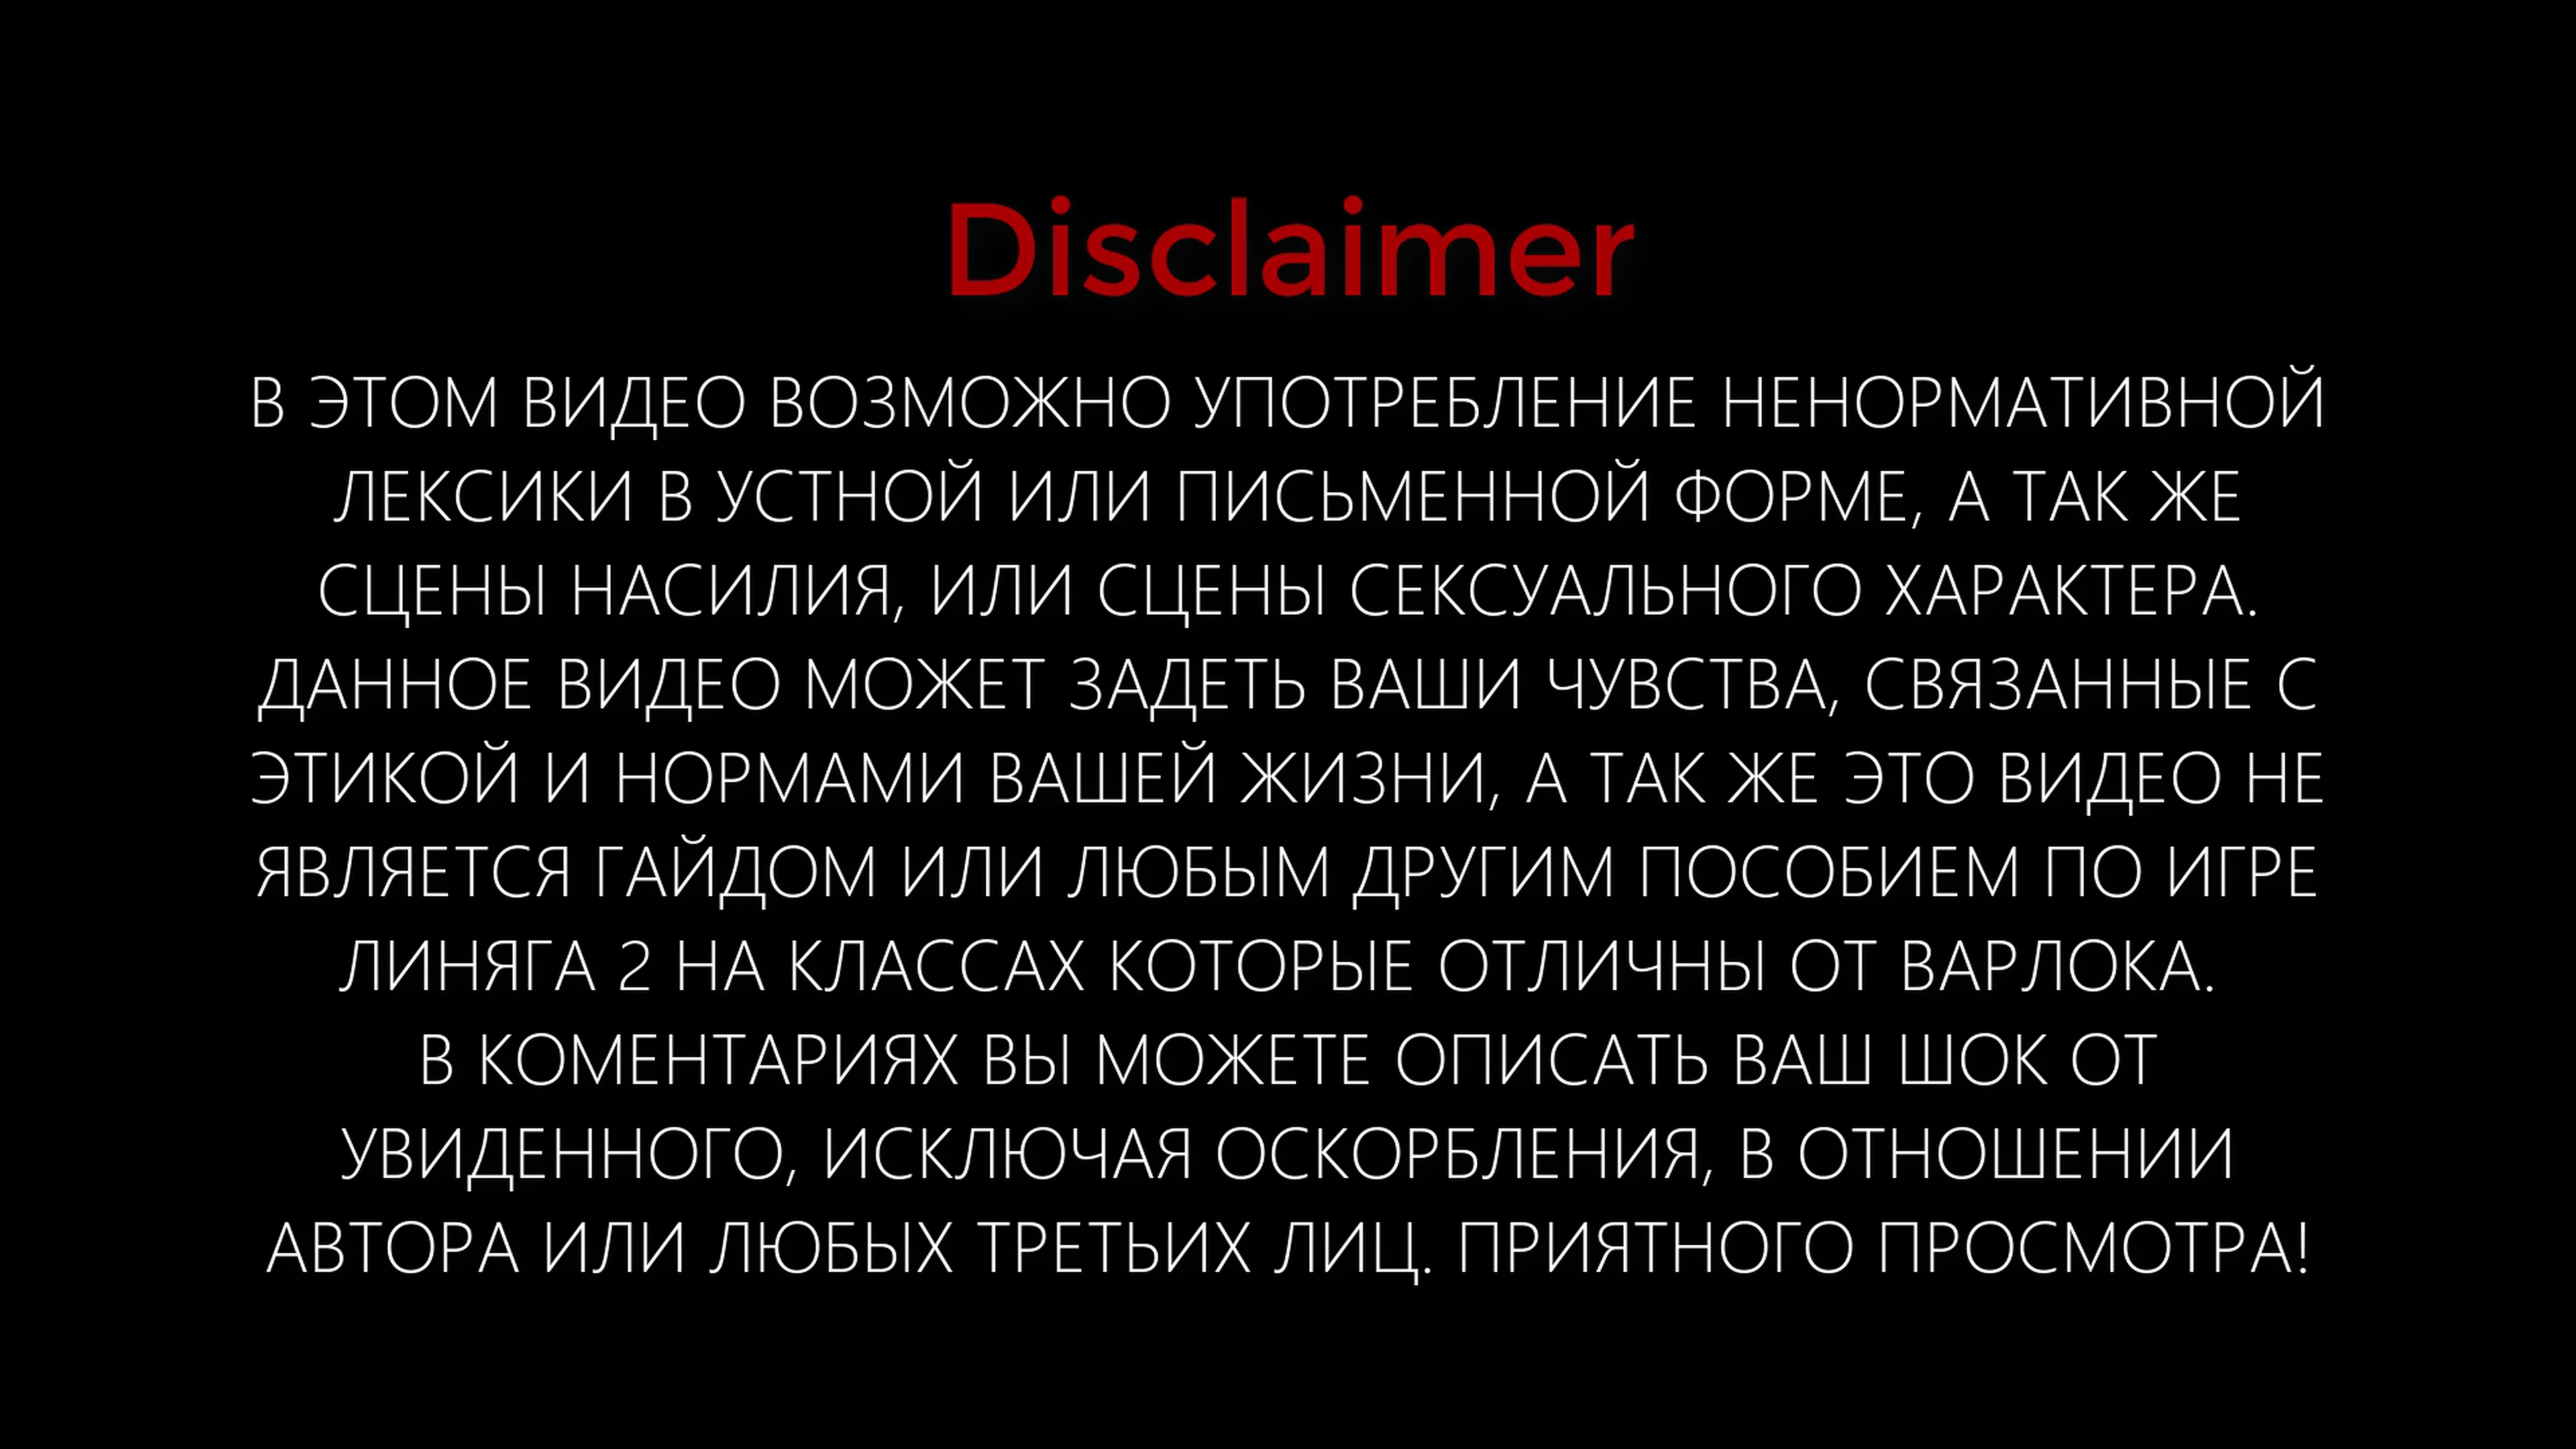 Disclaimer
В ЭТОМ ВИДЕО ВОЗМОЖНО УПОТРЕБЛЕНИЕ НЕНОРМАТИВНОЙ
ЛЕКСИКИ В УСТНОЙ ИЛИ ПИСЬМЕННОЙ ФОРМЕ, А ТАК ЖЕ
СЦЕНЫ НАСИЛИЯ, ИЛИ СЦЕНЫ СЕКСУАЛЬНОГО ХАРАКТЕРА.
ДАННОЕ ВИДЕО МОЖЕТ ЗАДЕТЬ ВАШИ ЧУВСТВА, СВЯЗАННЫЕ С
ЭТИКОЙ И НОРМАМИ ВАШЕЙ ЖИЗНИ, А ТАК ЖЕ ЭТО ВИДЕО НЕ
ЯВЛЯЕТСЯ ГАЙДОМ ИЛИ ЛЮБЫМ ДРУГИМ ПОСОБИЕМ ПО ИГРЕ
ЛИНЯГА 2 НА КЛАССАХ КОТОРЫЕ ОТЛИЧНЫ ОТ ВАРЛОКА.
В КОМЕНТАРИЯХ ВЫ МОЖЕТЕ ОПИСАТЬ ВАШ ШОК ОТ
УВИДЕННОГО, ИСКЛЮЧАЯ ОСКОРБЛЕНИЯ, В ОТНОШЕНИИ
АВТОРА ИЛИ ЛЮБЫХ ТРЕТЬИХ ЛИЦ. ПРИЯТНОГО ПРОСМОТРА!